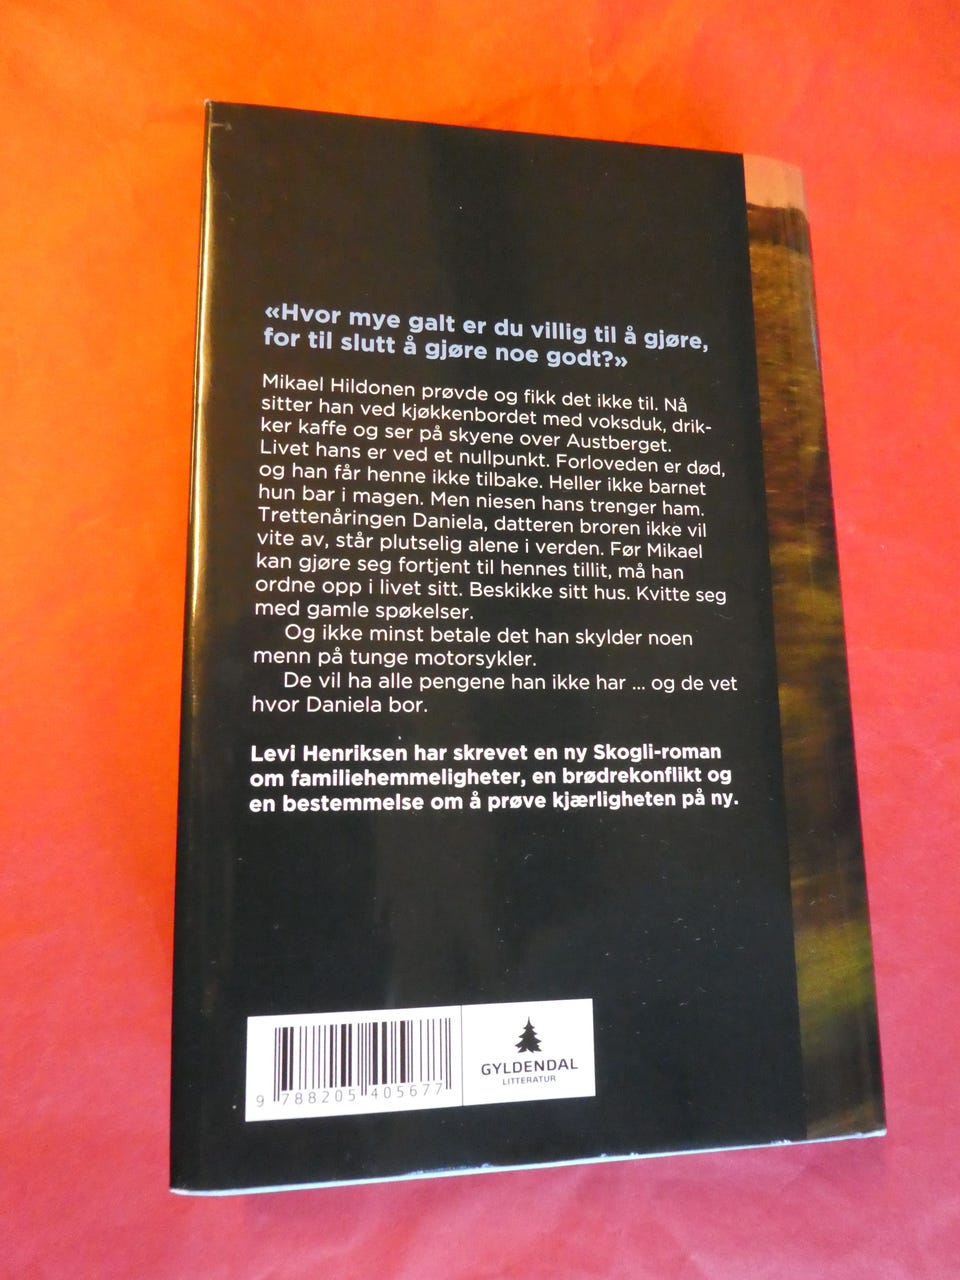 «Hvor mye galt er du villig til å gjøre,
for til slutt å gjøre noe godt?»
Mikael Hildonen prøvde og fikk det ikke til. Nå
sitter han ved kjøkkenbordet med voksduk, drik-
ker kaffe og ser på skyene over Austberget.
Livet hans er ved et nullpunkt. Forloveden er død,
og han får henne ikke tilbake. Heller ikke barnet
hun bar i magen. Men niesen hans trenger ham.
Trettenåringen Daniela, datteren broren ikke vil
vite av, står plutselig alene i verden. Før Mikael
kan gjøre seg fortjent til hennes tillit, må han
ordne opp i livet sitt. Beskikke sitt hus. Kvitte seg
med gamle spøkelser.
Og ikke minst betale det han skylder noen
menn på tunge motorsykler.
De vil ha alle pengene han ikke har ... og de vet
hvor Daniela bor.
Levi Henriksen har skrevet en ny Skogli-roman
om familiehemmeligheter, en brødrekonflikt og
en bestemmelse om å prøve kjærligheten på ny.
9 788205 405677
GYLDENDAL
LITTERATUR